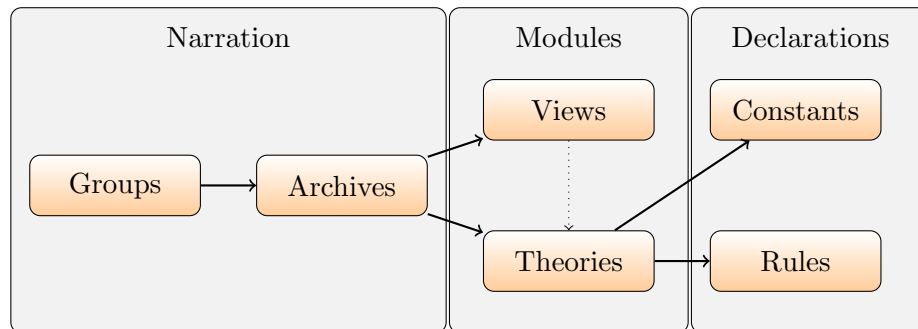 Narration
Modules
Declarations
Views
Constants
Groups
Archives
Theories
Rules